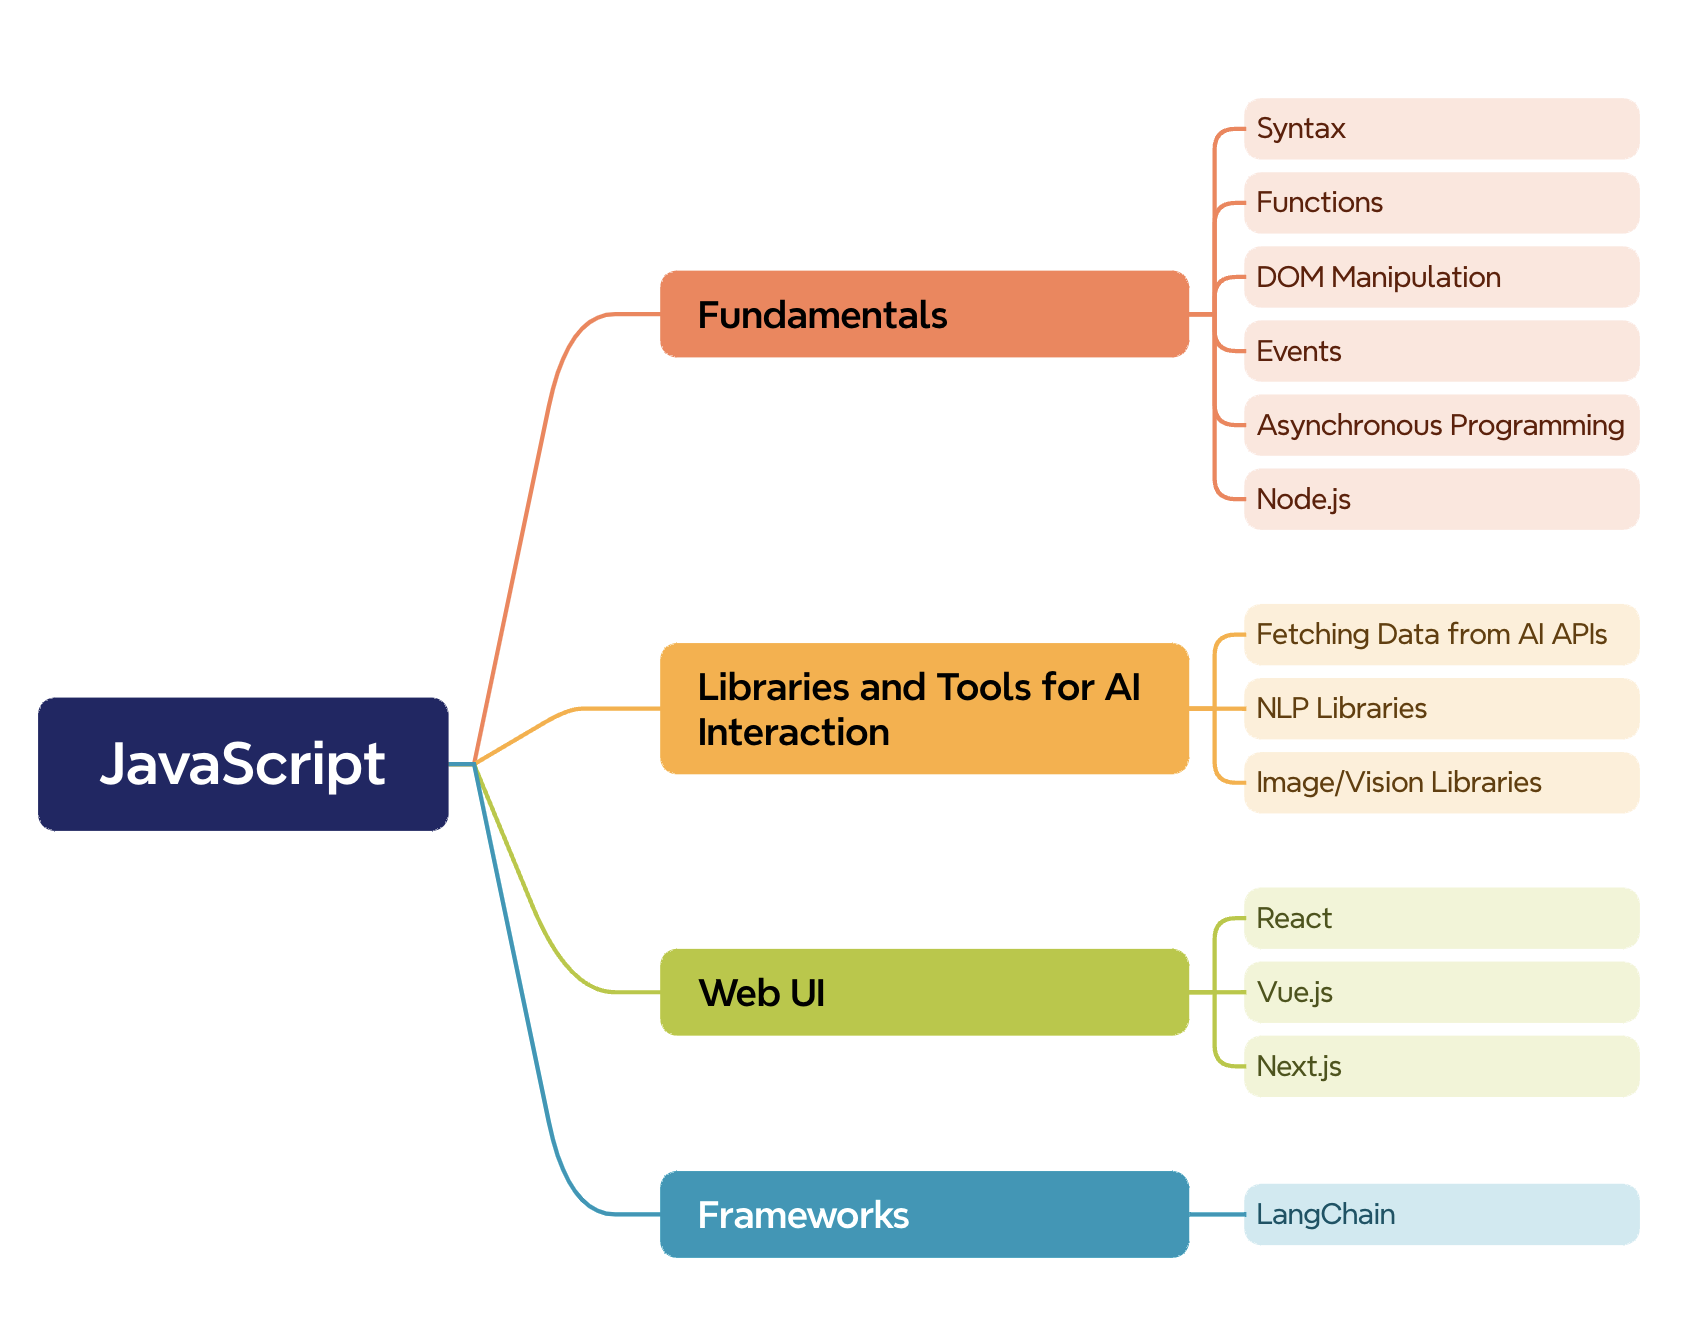 JavaScript
Fundamentals
Syntax
Functions
DOM Manipulation
Events
Asynchronous Programming
Node.js
Libraries and Tools for AI
Interaction
Fetching Data from AI APIs
NLP Libraries
Image/Vision Libraries
Web UI
React
Vue.js
Next.js
Frameworks
LangChain